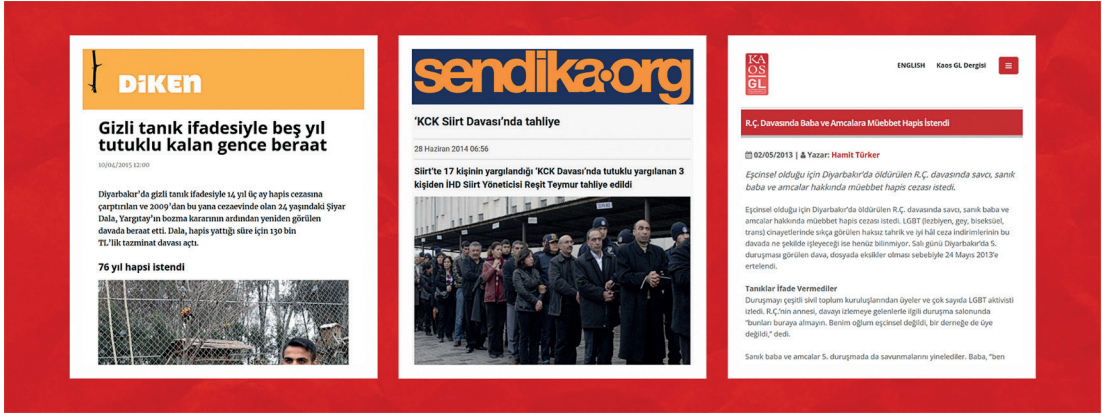 DiKEN
Gizli tanık ifadesiyle beş yıl
tutuklu kalan gence beraat
10/04/2015 12:00
Diyarbakır'da gizli tanık ifadesiyle 14 yıl üç ay hapis cezasına
çarptırılan ve 2009'dan bu yana cezaevinde olan 24 yaşındaki Şiyar
Dala, Yargıtay'ın bozma kararının ardından yeniden görülen
davada beraat etti. Dala, hapis yattığı süre için 130 bin
TL'lik tazminat davası açtı.
76 yıl hapsi istendi
sendika.org
'KCK Siirt Davası'nda tahliye
28 Haziran 2014 06:56
Siirt'te 17 kişinin yargılandığı 'KCK Davası'nda tutuklu yargılanan 3
kişiden İHD Siirt Yöneticisi Reşit Teymur tahliye edildi
KA
OS
GL
ENGLISH Kaos GL Dergisi
R.Ç. Davasında Baba ve Amcalara Müebbet Hapis İstendi
02/05/2013 | Yazar: Hamit Türker
Eşcinsel olduğu için Diyarbakır'da öldürülen R.Ç. davasında savcı, sanık
baba ve amcalar hakkında müebbet hapis cezası istedi.
Eşcinsel olduğu için Diyarbakır'da öldürülen R.Ç. davasında savcı, sanık baba ve
amcalar hakkında müebbet hapis cezası istedi. LGBT (lezbiyen, gey, biseksüel,
trans) cinayetlerinde sıkça görülen haksız tahrik ve iyi hâl ceza indirimlerinin bu
davada ne şekilde işleyeceği ise henüz bilinmiyor. Salı günü Diyarbakır'da 5.
duruşması görülen dava, dosyada eksikler olması sebebiyle 24 Mayıs 2013'e
ertelendi.
Tanıklar İfade Vermediler
Duruşmayı çeşitli sivil toplum kuruluşlarından üyeler ve çok sayıda LGBT aktivisti
izledi. R.Ç.'nin annesi, davayı izlemeye gelenlerle ilgili duruşma salonunda
"bunları buraya almayın. Benim oğlum eşcinsel değildi, bir derneğe de üye
değildi," dedi.
Sanık baba ve amcalar 5. duruşmada da savunmalarını yinelediler. Baba, "ben